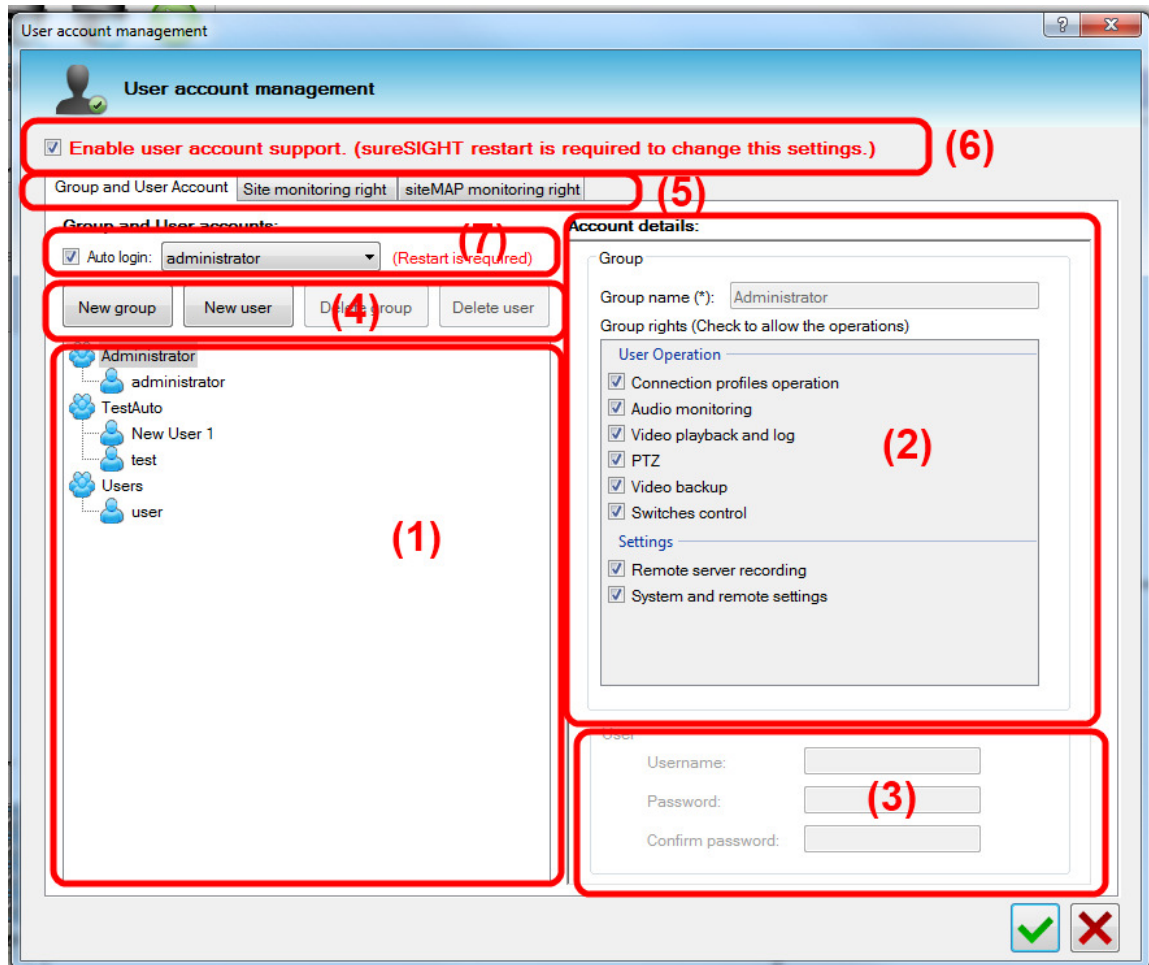 User account management
User account management
Enable user account support. (sureSIGHT restart is required to change this settings.)
(6)
Group and User Account
Site monitoring right
siteMAP monitoring right
(5)
Group and User accounts:
(7)
Auto login:
administrator
(Restart is required)
New group
New user
Delete group
Delete user
(4)
Administrator
administrator
TestAuto
New User 1
test
Users
user
(1)
Account details:
Group
Group name (*):
Administrator
Group rights (Check to allow the operations)
User Operation
Connection profiles operation
Audio monitoring
Video playback and log
PTZ
Video backup
Switches control
(2)
Settings
Remote server recording
System and remote settings
User
Username:
Password:
Confirm password:
(3)